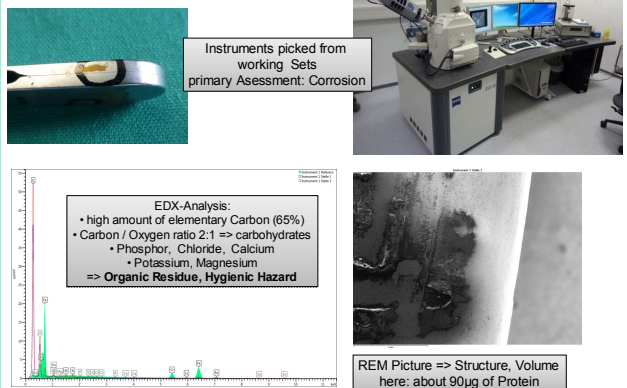 Instruments picked from
working Sets
primary Asessment: Corrosion
EDX-Analysis:
• high amount of elementary Carbon (65%)
• Carbon / Oxygen ratio 2:1 => carbohydrates
• Phosphor, Chloride, Calcium
• Potassium, Magnesium
=> Organic Residue, Hygienic Hazard
REM Picture => Structure, Volume
here: about 90µg of Protein